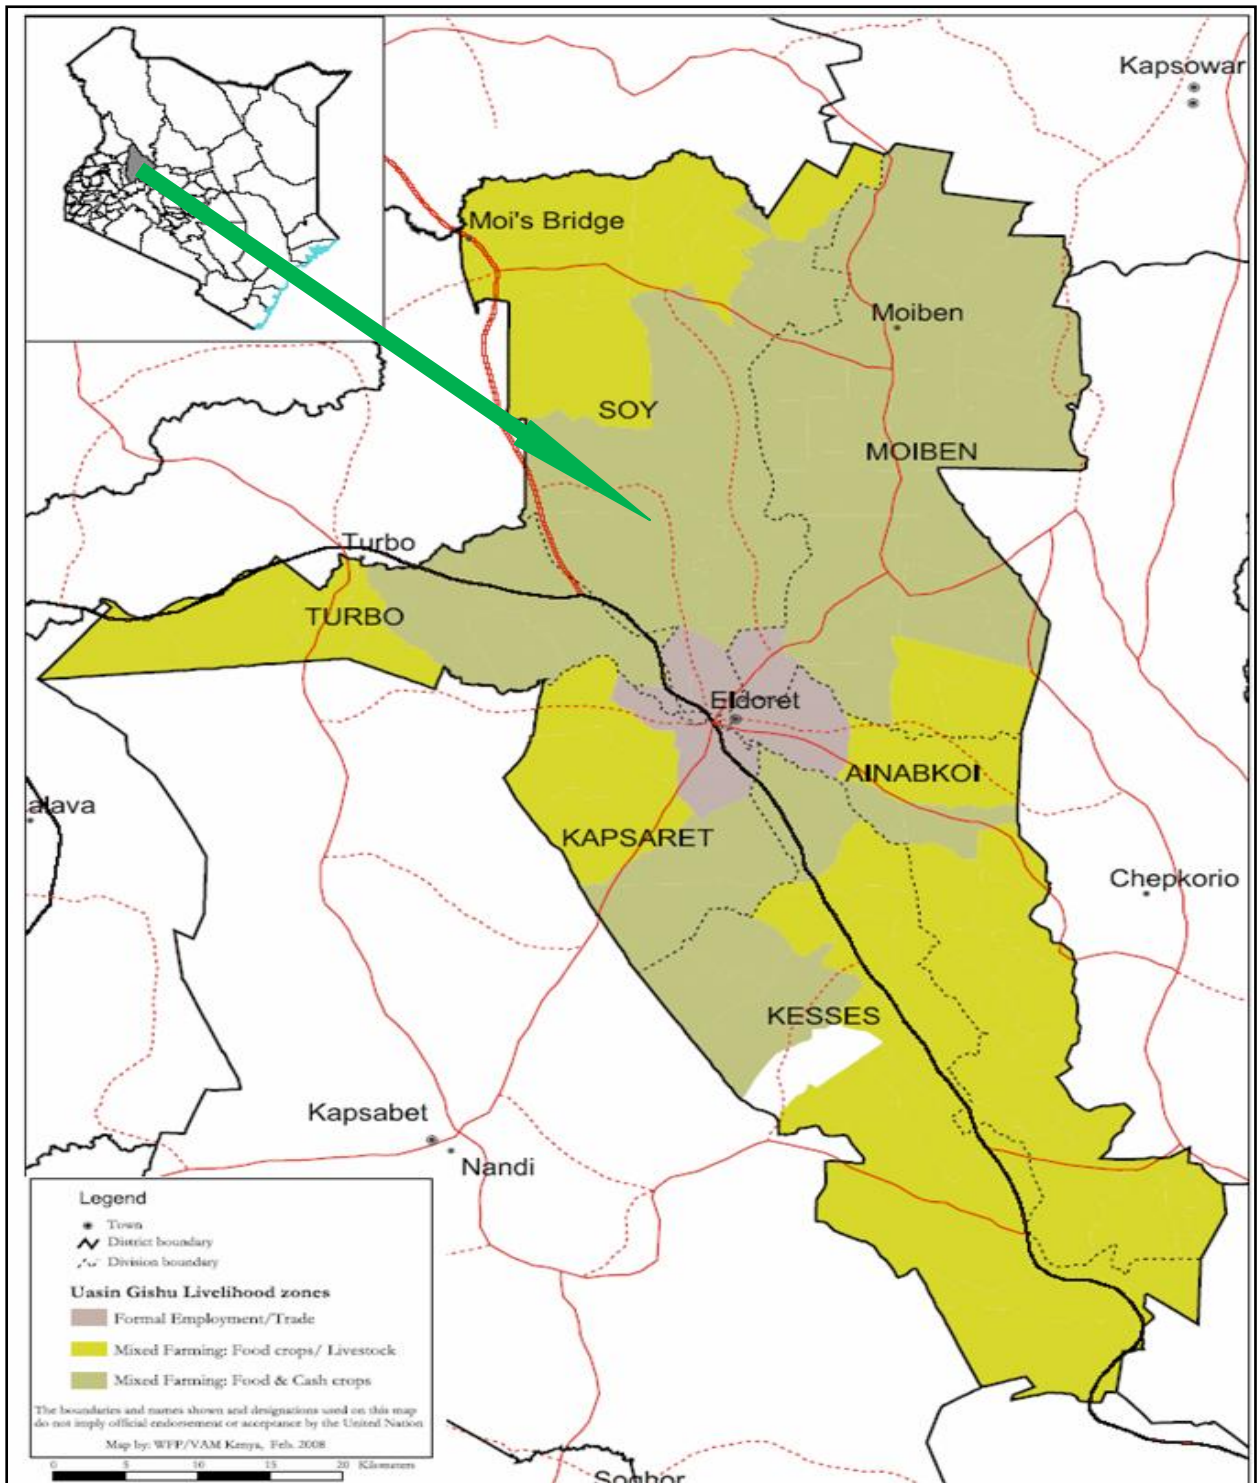 Kapsowar
Moi's Bridge
Moiben
SOY
MOIBEN
Turbo
TURBO
Eldoret
AINABKOI
alava
KAPSARET
Chepkorio
KESSES
Kapsabet
Nandi
Legend
Town
District boundary
Division boundary
Uasin Gishu Livelihood zones
Formal Employment/Trade
Mixed Farming: Food crops/ Livestock
Mixed Farming: Food & Cash crops
The boundaries and names shown and designations used on this map
do not imply official endorsement or acceptance by the United Nation
Map by: WFP/VAM Kenya, Feb. 2008
0 5 10 15 20 Kilometers
Soghor